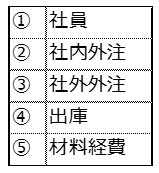 ① 社員
② 社内外注
③ 社外外注
④ 出庫
⑤ 材料経費